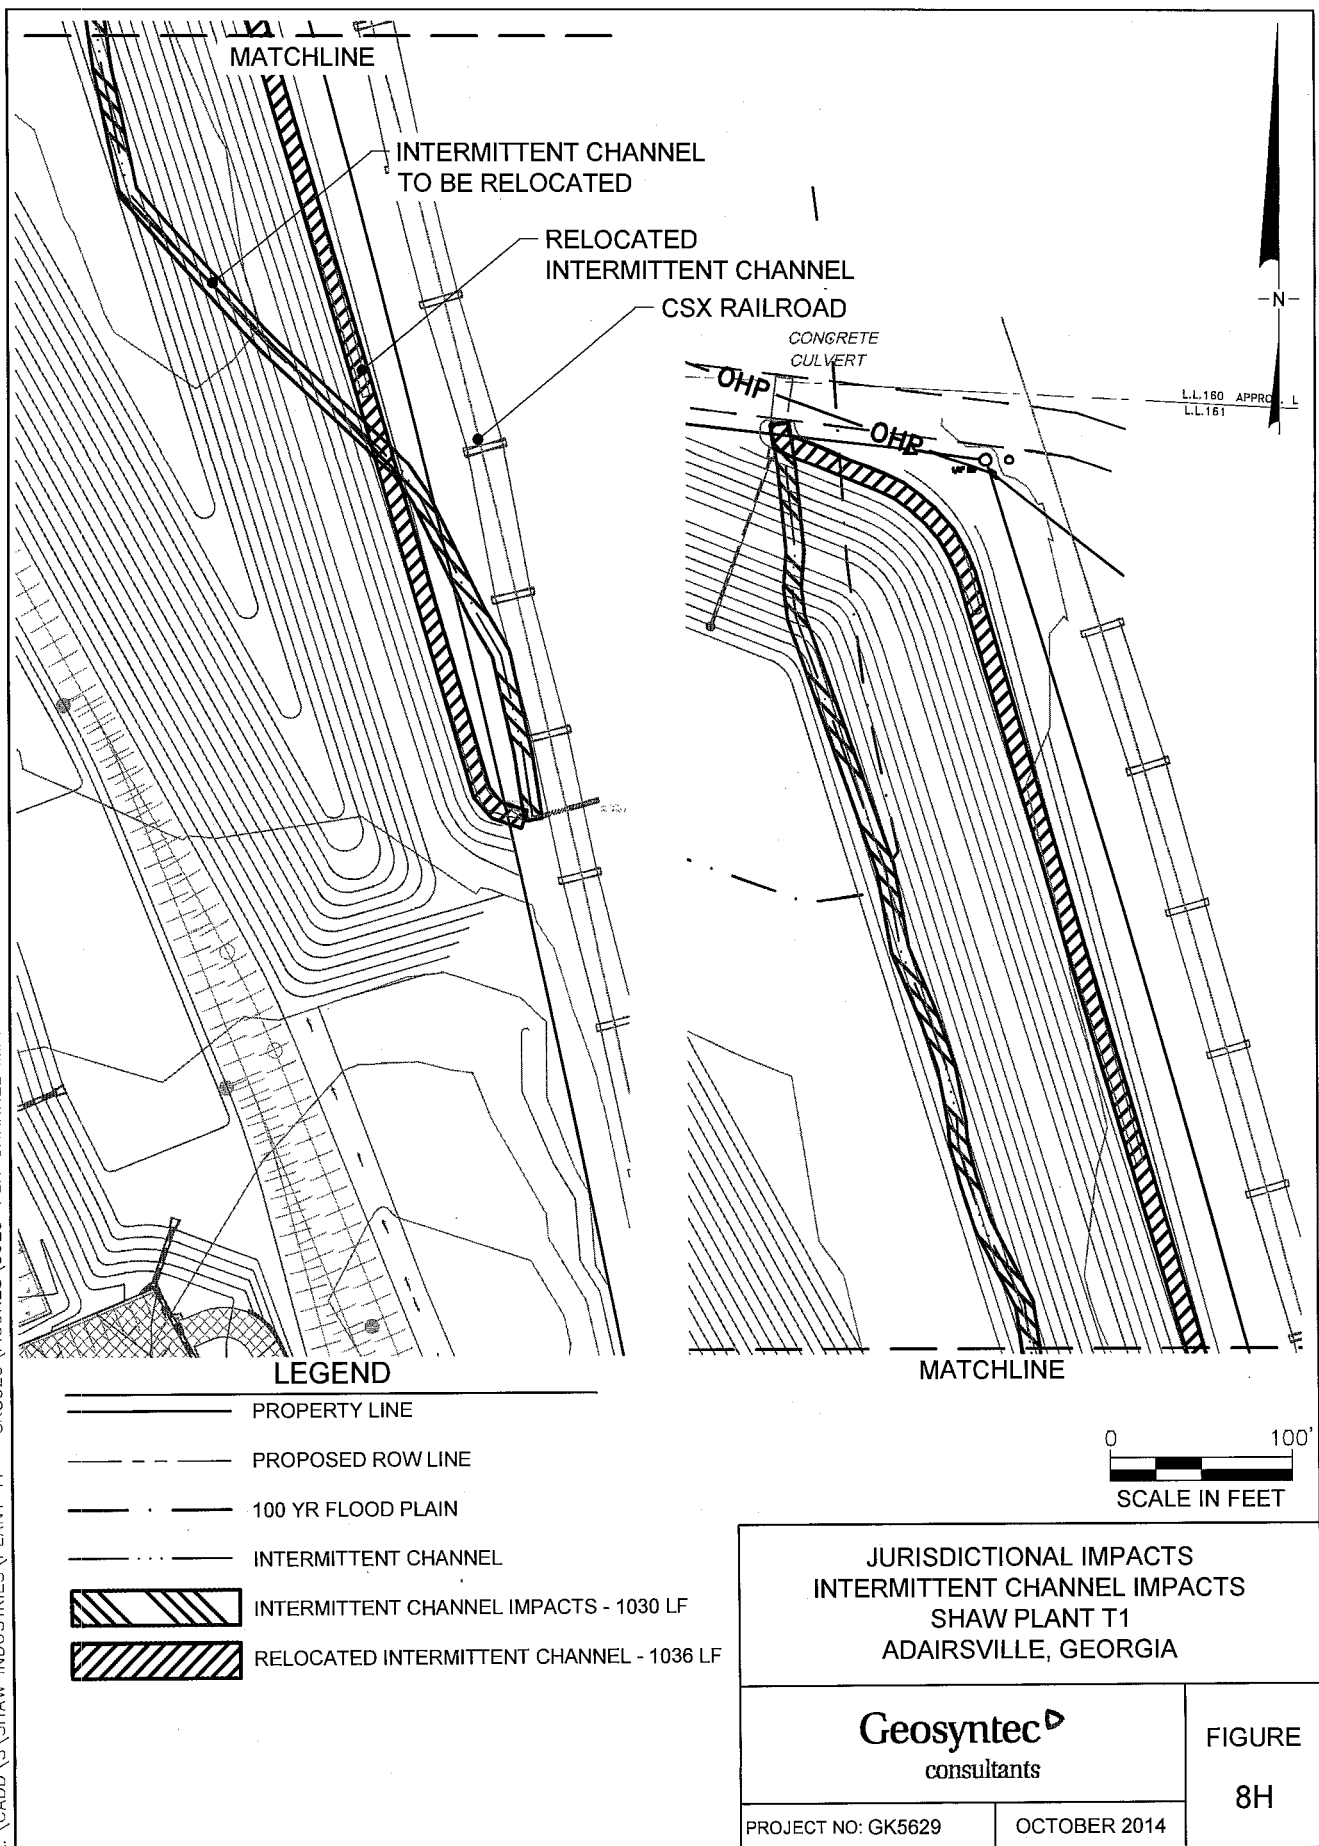 MATCHLINE
INTERMITTENT CHANNEL
TO BE RELOCATED
RELOCATED
INTERMITTENT CHANNEL
CSX RAILROAD
CONCRETE
CULVERT
OHP
OHP
N
L.L.160 APPRO. L
L.L.161
MATCHLINE
LEGEND
PROPERTY LINE
PROPOSED ROW LINE
100 YR FLOOD PLAIN
INTERMITTENT CHANNEL
INTERMITTENT CHANNEL IMPACTS - 1030 LF
RELOCATED INTERMITTENT CHANNEL - 1036 LF
0 100'
SCALE IN FEET
JURISDICTIONAL IMPACTS
INTERMITTENT CHANNEL IMPACTS
SHAW PLANT T1
ADAIRSVILLE, GEORGIA
Geosyntec
consultants
FIGURE
8H
PROJECT NO: GK5629
OCTOBER 2014